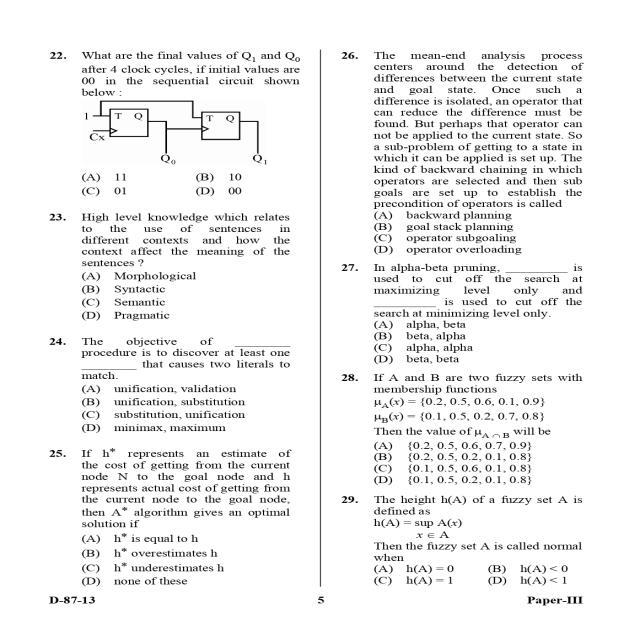 22. What are the final values of Q1 and Q0
after 4 clock cycles, if initial values are
00 in the sequential circuit shown
below :
1 T Q T Q
Cx
Q0 Q1
(A) 11 (B) 10
(C) 01 (D) 00
23. High level knowledge which relates
to the use of sentences in
different contexts and how the
context affect the meaning of the
sentences ?
(A) Morphological
(B) Syntactic
(C) Semantic
(D) Pragmatic
24. The objective of _________
procedure is to discover at least one
_________ that causes two literals to
match.
(A) unification, validation
(B) unification, substitution
(C) substitution, unification
(D) minimax, maximum
25. If h* represents an estimate of
the cost of getting from the current
node N to the goal node and h
represents actual cost of getting from
the current node to the goal node,
then A* algorithm gives an optimal
solution if
(A) h* is equal to h
(B) h* overestimates h
(C) h* underestimates h
(D) none of these
26. The mean-end analysis process
centers around the detection of
differences between the current state
and goal state. Once such a
difference is isolated, an operator that
can reduce the difference must be
found. But perhaps that operator can
not be applied to the current state. So
a sub-problem of getting to a state in
which it can be applied is set up. The
kind of backward chaining in which
operators are selected and then sub
goals are set up to establish the
precondition of operators is called
(A) backward planning
(B) goal stack planning
(C) operator subgoaling
(D) operator overloading
27. In alpha-beta pruning, _________ is
used to cut off the search at
maximizing level only and
_________ is used to cut off the
search at minimizing level only.
(A) alpha, beta
(B) beta, alpha
(C) alpha, alpha
(D) beta, beta
28. If A and B are two fuzzy sets with
membership functions
μA(x) = {0.2, 0.5, 0.6, 0.1, 0.9}
μB(x) = {0.1, 0.5, 0.2, 0.7, 0.8}
Then the value of μA∩B will be
(A) {0.2, 0.5, 0.6, 0.7, 0.9}
(B) {0.2, 0.5, 0.2, 0.1, 0.8}
(C) {0.1, 0.5, 0.6, 0.1, 0.8}
(D) {0.1, 0.5, 0.2, 0.1, 0.8}
29. The height h(A) of a fuzzy set A is
defined as
h(A) = sup A(x)
x ∈ A
Then the fuzzy set A is called normal
when
(A) h(A) = 0 (B) h(A) < 0
(C) h(A) = 1 (D) h(A) < 1
D-87-13 5 Paper-III